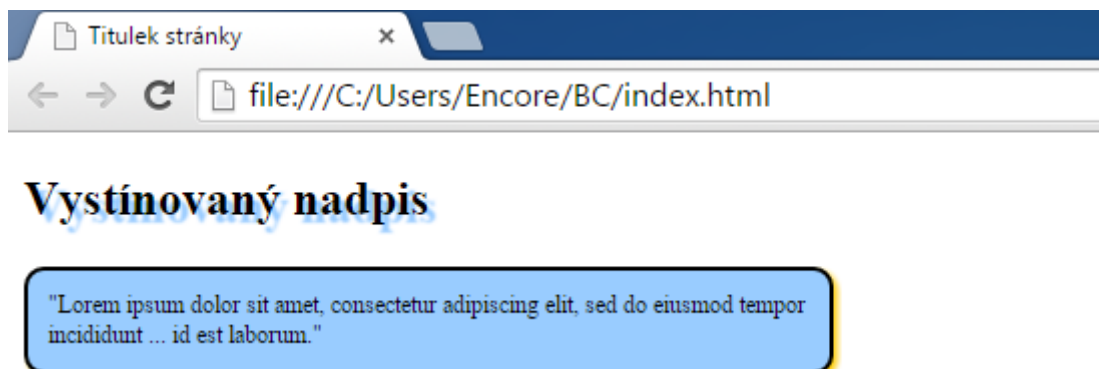 Titulek stránky
file:///C:/Users/Encore/BC/index.html
Vystínovaný nadpis
"Lorem ipsum dolor sit amet, consectetur adipiscing elit, sed do eiusmod tempor
incididunt ... id est laborum."